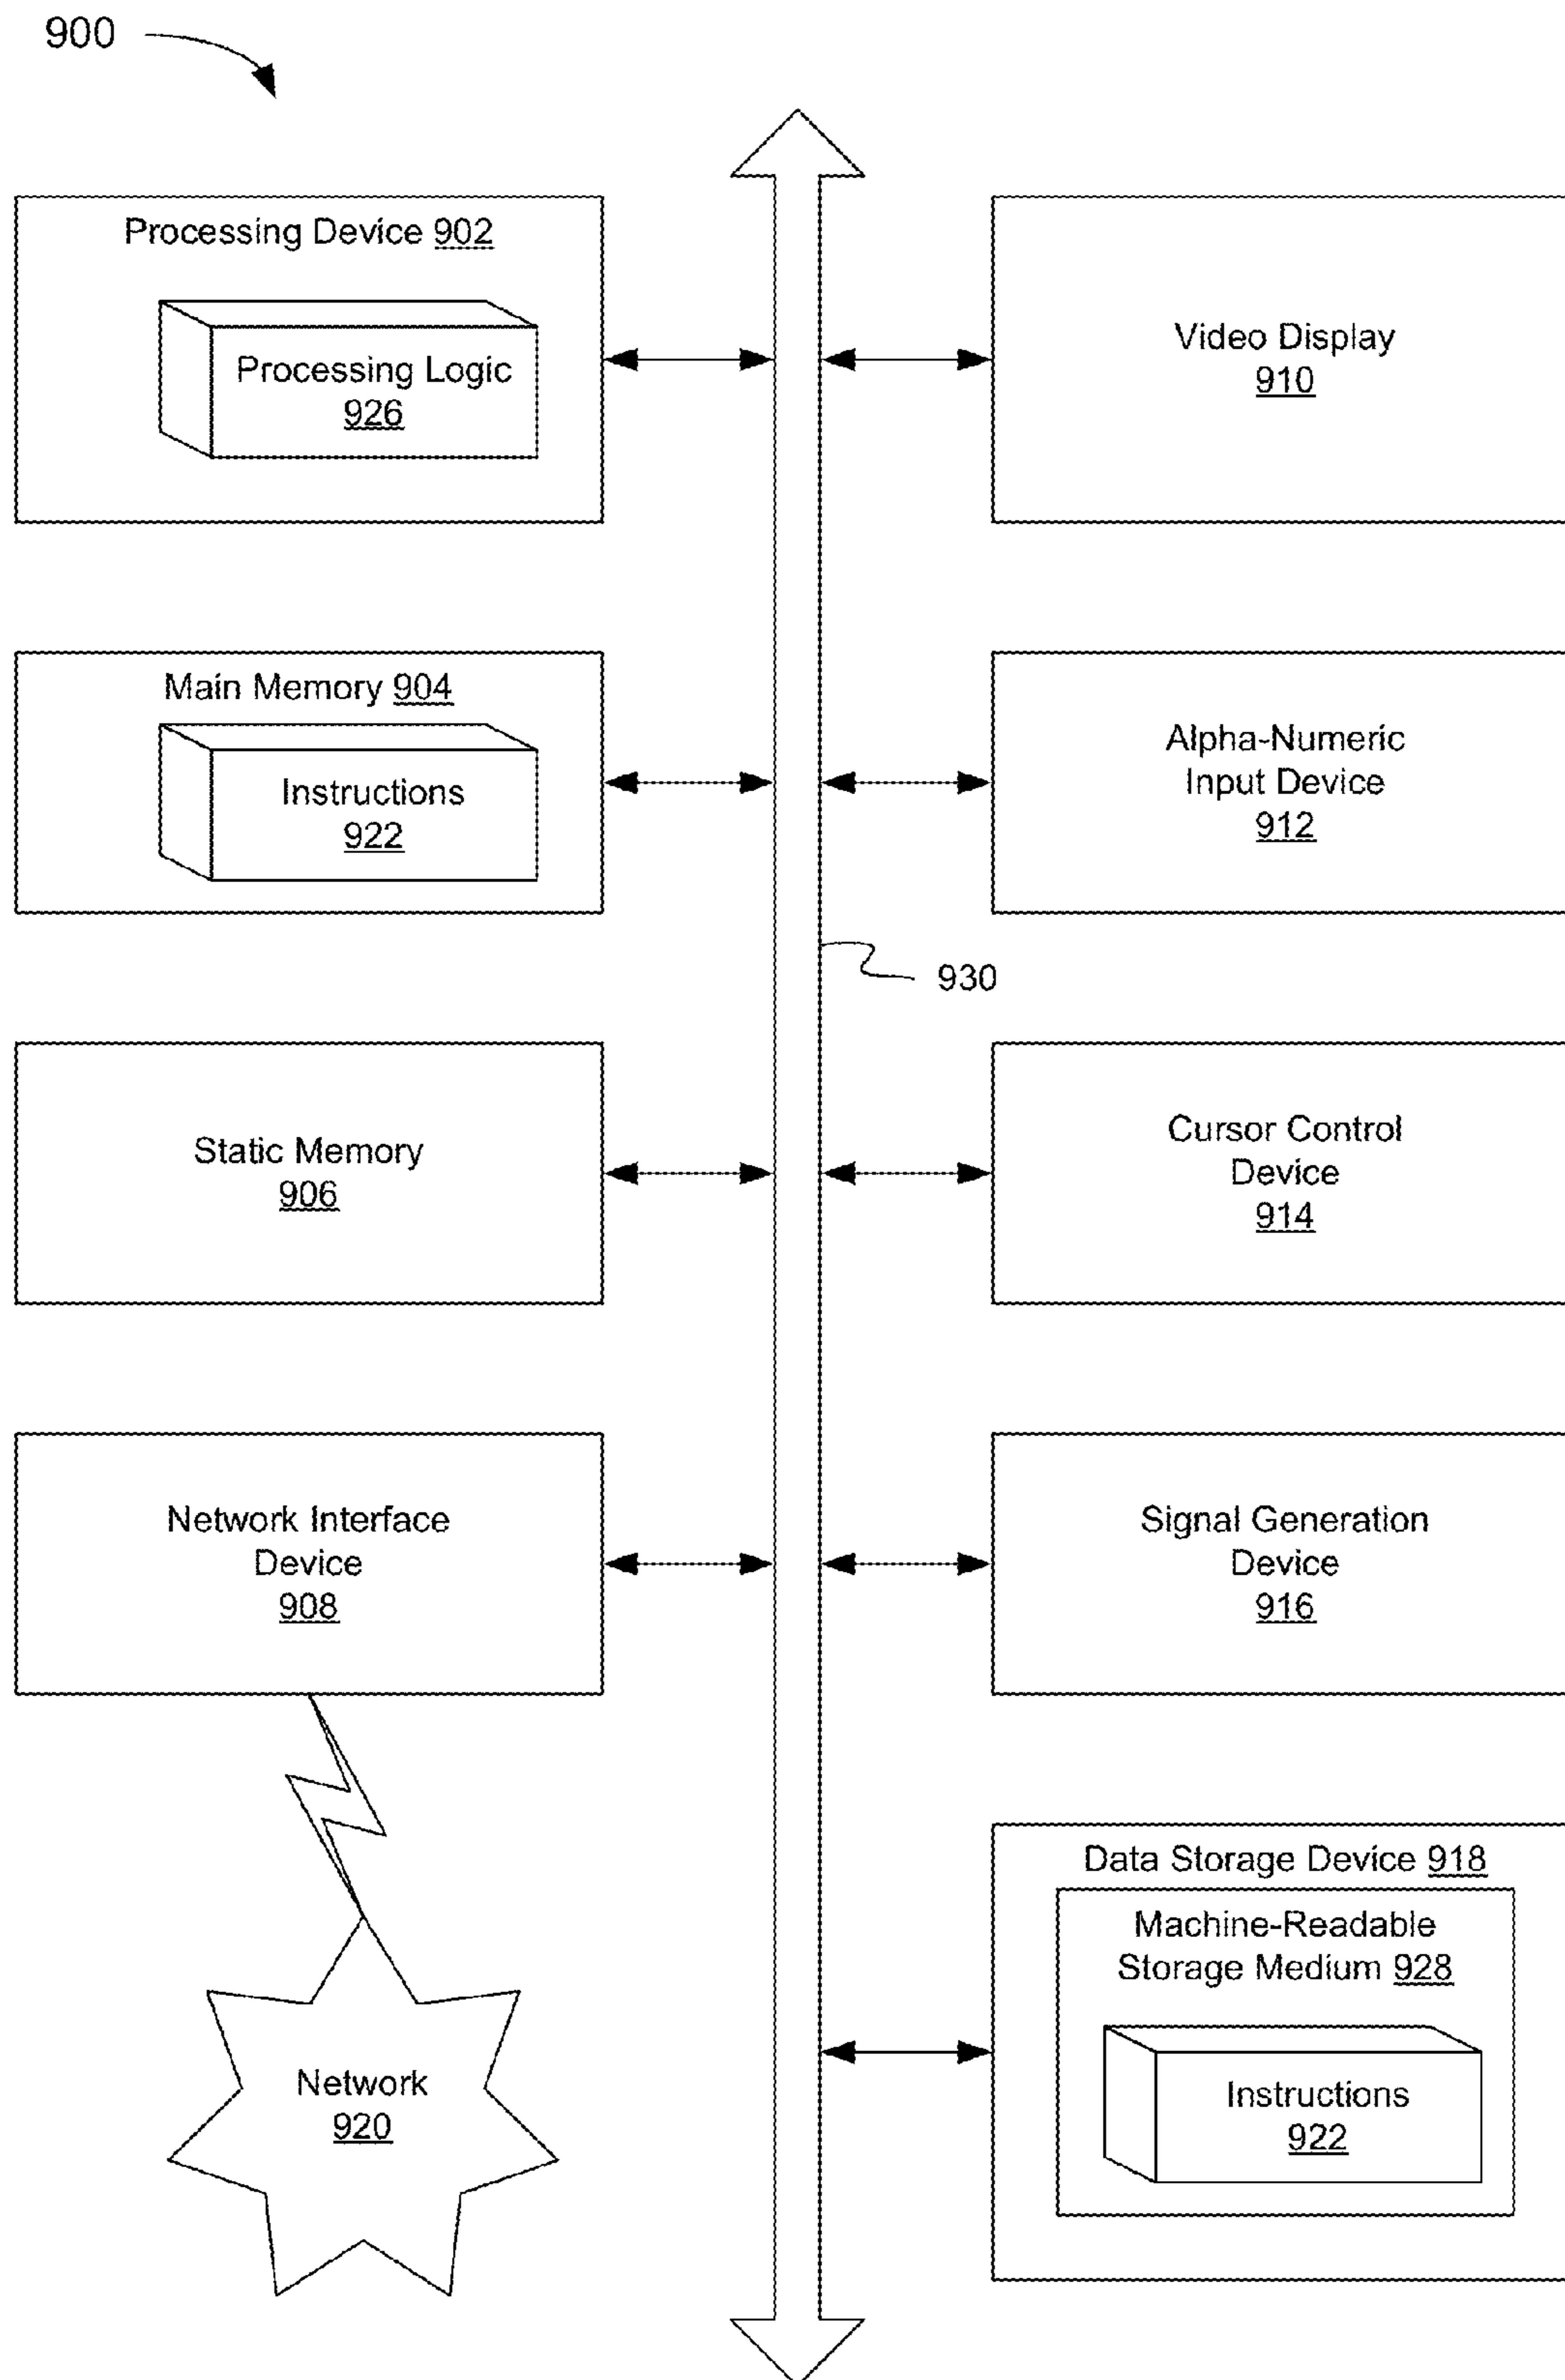 900
Processing Device 902
Processing Logic
926
Video Display
910
Main Memory 904
Instructions
922
Alpha-Numeric
Input Device
912
930
Static Memory
906
Cursor Control
Device
914
Network Interface
Device
908
Signal Generation
Device
916
Data Storage Device 918
Machine-Readable
Storage Medium 928
Instructions
922
Network
920